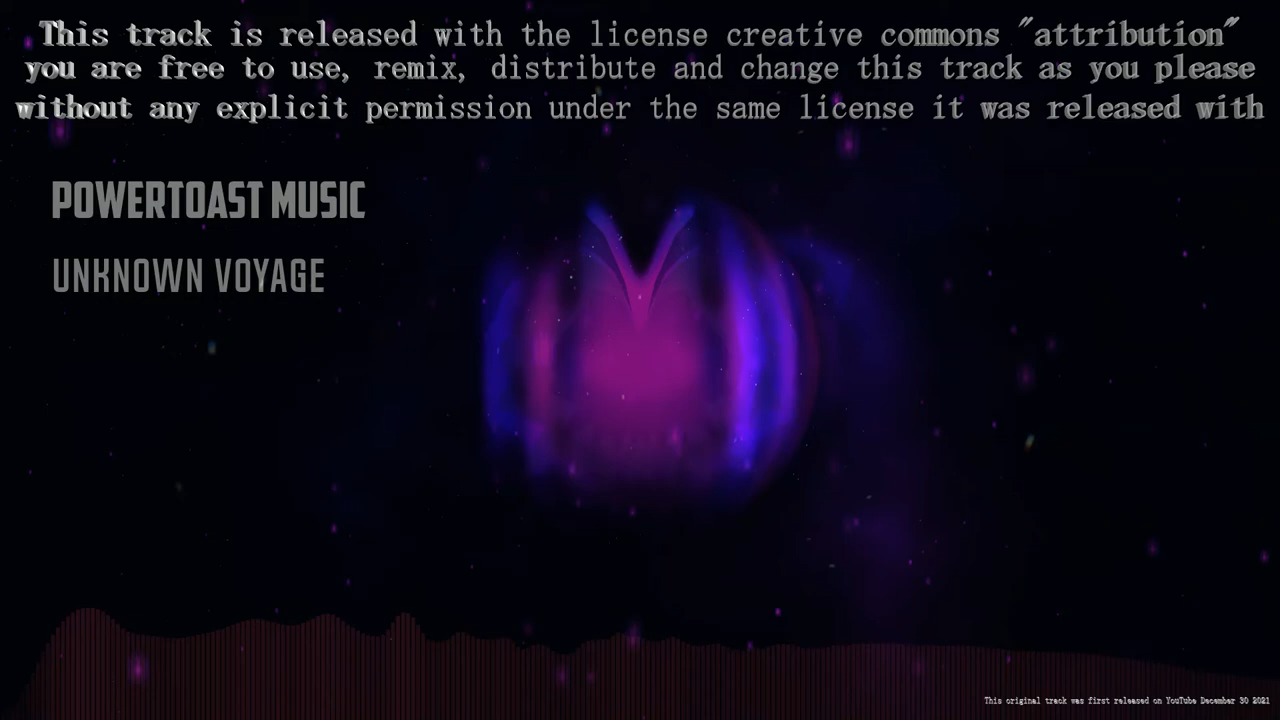 This track is released with the license creative commons "attribution"
you are free to use, remix, distribute and change this track as you please
without any explicit permission under the same license it was released with
POWERTOAST MUSIC
UNKNOWN VOYAGE
This original track was first released on YouTube December 30 2021